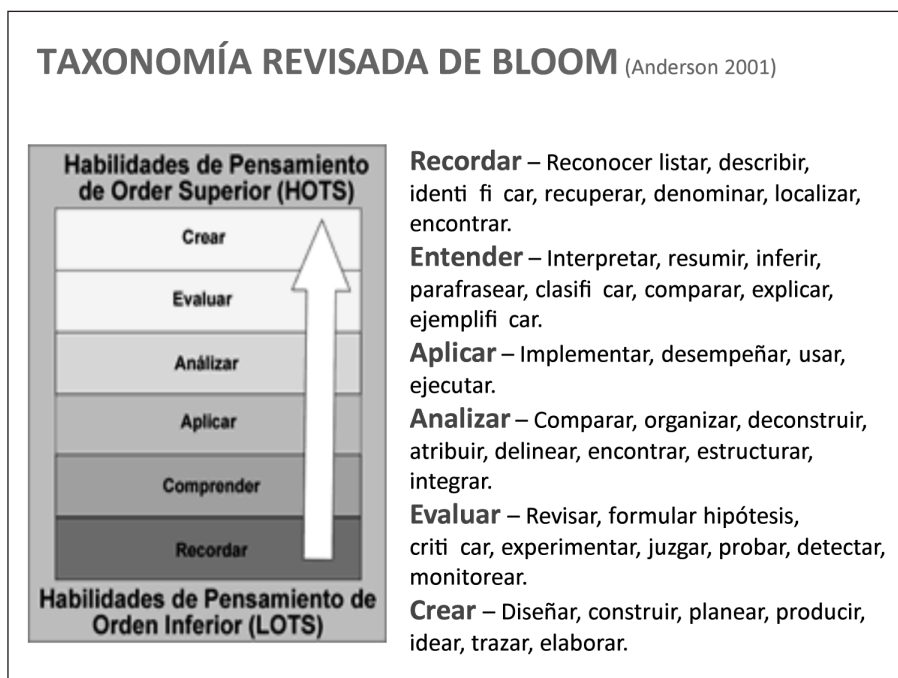 TAXONOMÍA REVISADA DE BLOOM (Anderson 2001)
Habilidades de Pensamiento
de Order Superior (HOTS)
Crear
Evaluar
Análizar
Aplicar
Comprender
Recordar
Habilidades de Pensamiento de
Orden Inferior (LOTS)
Recordar – Reconocer listar, describir,
identi fi car, recuperar, denominar, localizar,
encontrar.
Entender – Interpretar, resumir, inferir,
parafrasear, clasifi car, comparar, explicar,
ejemplifi car.
Aplicar – Implementar, desempeñar, usar,
ejecutar.
Analizar – Comparar, organizar, deconstruir,
atribuir, delinear, encontrar, estructurar,
integrar.
Evaluar – Revisar, formular hipótesis,
criti car, experimentar, juzgar, probar, detectar,
monitorear.
Crear – Diseñar, construir, planear, producir,
idear, trazar, elaborar.